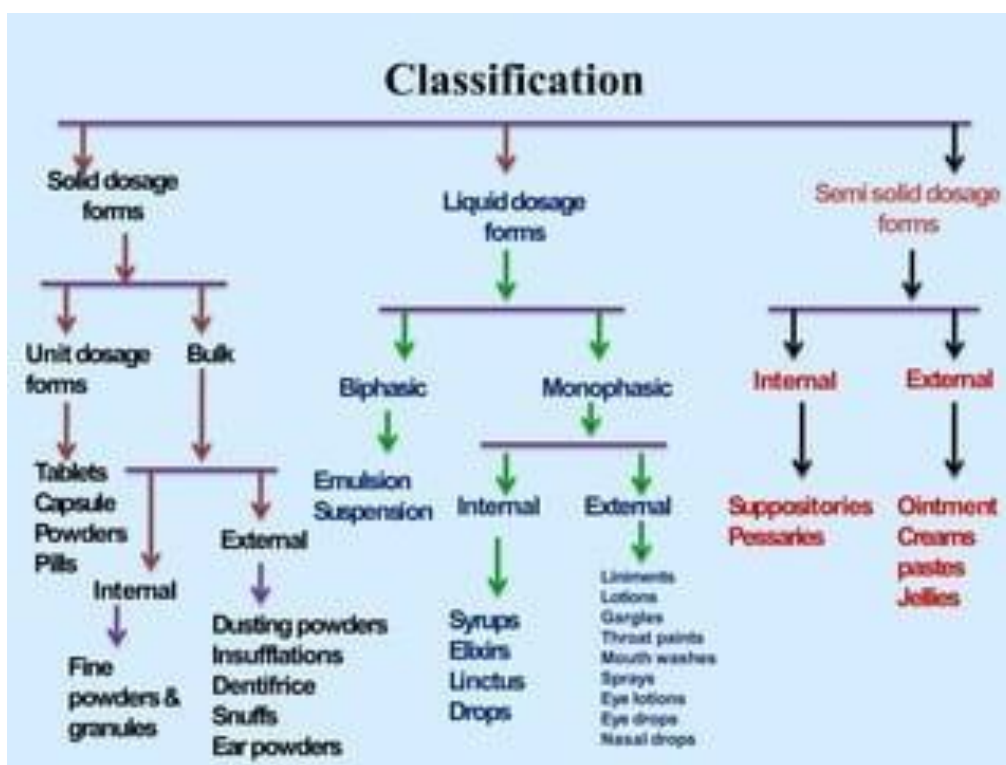 Classification
Solid dosage
forms
Unit dosage
forms
Tablets
Capsule
Powders
Pills
Bulk
Internal
Fine
powders &
granules
External
Dusting powders
Insufflations
Dentifrice
Snuffs
Ear powders
Liquid dosage
forms
Biphasic
Emulsion
Suspension
Monophasic
Internal
Syrups
Elixirs
Linctus
Drops
External
Liniments
Lotions
Gargles
Throat paints
Mouth washes
Sprays
Eye lotions
Eye drops
Nasal drops
Semi solid dosage
forms
Internal
Suppositories
Pessaries
External
Ointment
Creams
pastes
Jellies